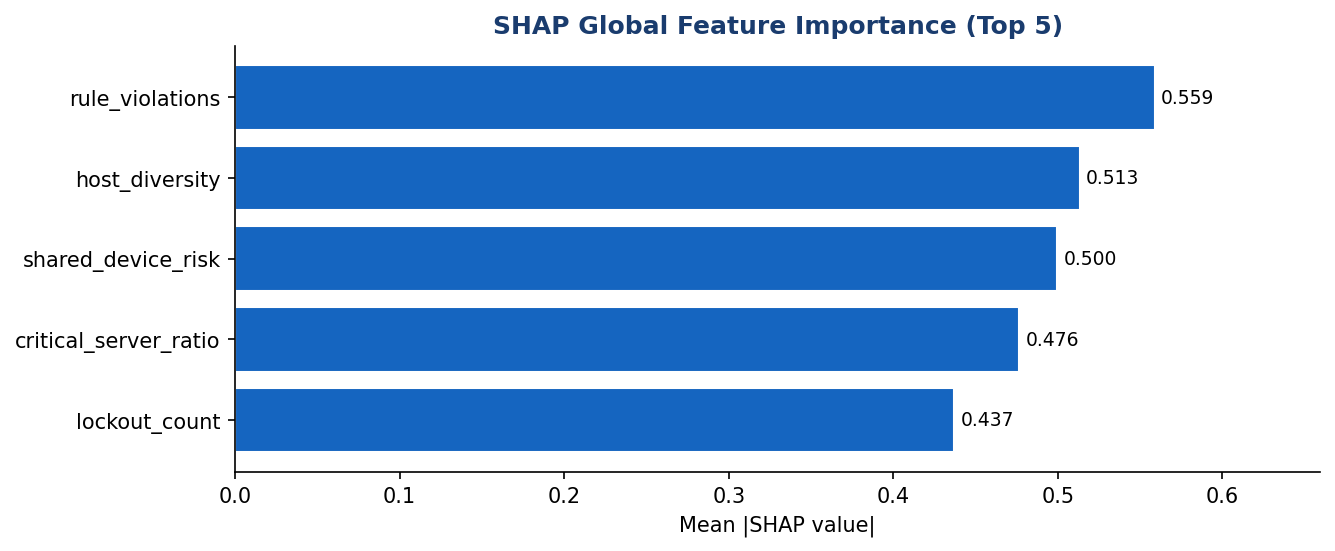 SHAP Global Feature Importance (Top 5)
rule_violations
0.559
host_diversity
0.513
shared_device_risk
0.500
critical_server_ratio
0.476
lockout_count
0.437
0.0 0.1 0.2 0.3 0.4 0.5 0.6
Mean |SHAP value|